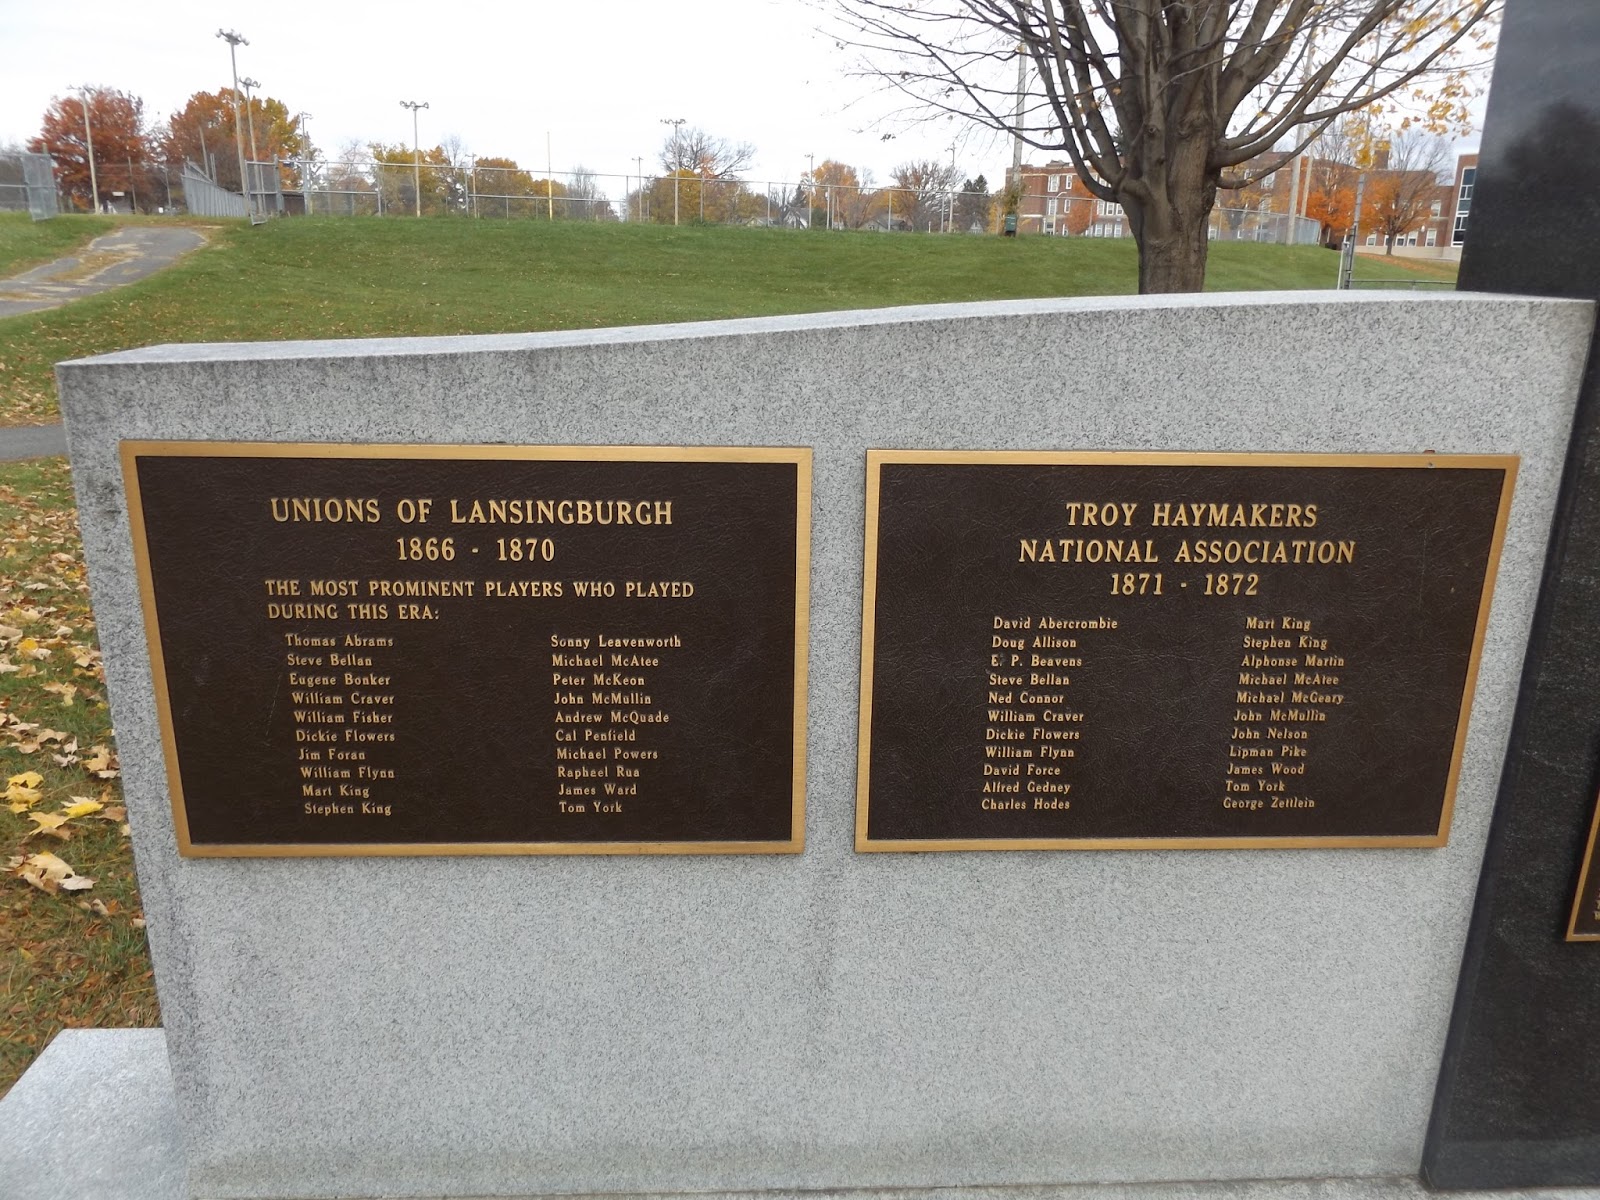 UNIONS OF LANSINGBURGH
1866 - 1870
THE MOST PROMINENT PLAYERS WHO PLAYED
DURING THIS ERA:
Thomas Abrams
Steve Bellan
Eugene Bonker
William Craver
William Fisher
Dickie Flowers
Jim Foran
William Flynn
Mart King
Stephen King
Sonny Leavenworth
Michael McAtee
Peter McKeon
John McMullin
Andrew McQuade
Cal Penfield
Michael Powers
Raphael Rua
James Ward
Tom York
TROY HAYMAKERS
NATIONAL ASSOCIATION
1871 - 1872
David Abercrombie
Doug Allison
E. P. Beavens
Steve Bellan
Ned Connor
William Craver
Dickie Flowers
William Flynn
David Force
Alfred Gedney
Charles Hodes
Mart King
Stephen King
Alphonse Martin
Michael McAtee
Michael McGeary
John McMullin
John Nelson
Lipman Pike
James Wood
Tom York
George Zettlein